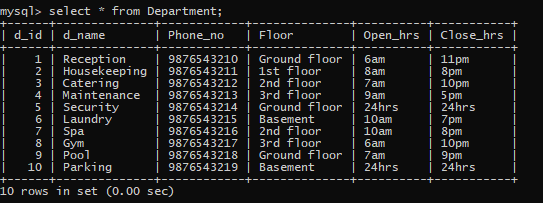 mysql> select * from Department;
+------+--------------+------------+--------------+----------+-----------+
| d_id | d_name       | Phone_no   | Floor        | Open_hrs | Close_hrs |
+------+--------------+------------+--------------+----------+-----------+
|    1 | Reception    | 9876543210 | Ground floor | 6am      | 11pm      |
|    2 | Housekeeping | 9876543211 | 1st floor    | 8am      | 8pm       |
|    3 | Catering     | 9876543212 | 2nd floor    | 7am      | 10pm      |
|    4 | Maintenance  | 9876543213 | 3rd floor    | 9am      | 5pm       |
|    5 | Security     | 9876543214 | Ground floor | 24hrs    | 24hrs     |
|    6 | Laundry      | 9876543215 | Basement     | 10am     | 7pm       |
|    7 | Spa          | 9876543216 | 2nd floor    | 10am     | 8pm       |
|    8 | Gym          | 9876543217 | 3rd floor    | 6am      | 10pm      |
|    9 | Pool         | 9876543218 | Ground floor | 7am      | 9pm       |
|   10 | Parking      | 9876543219 | Basement     | 24hrs    | 24hrs     |
+------+--------------+------------+--------------+----------+-----------+
10 rows in set (0.00 sec)